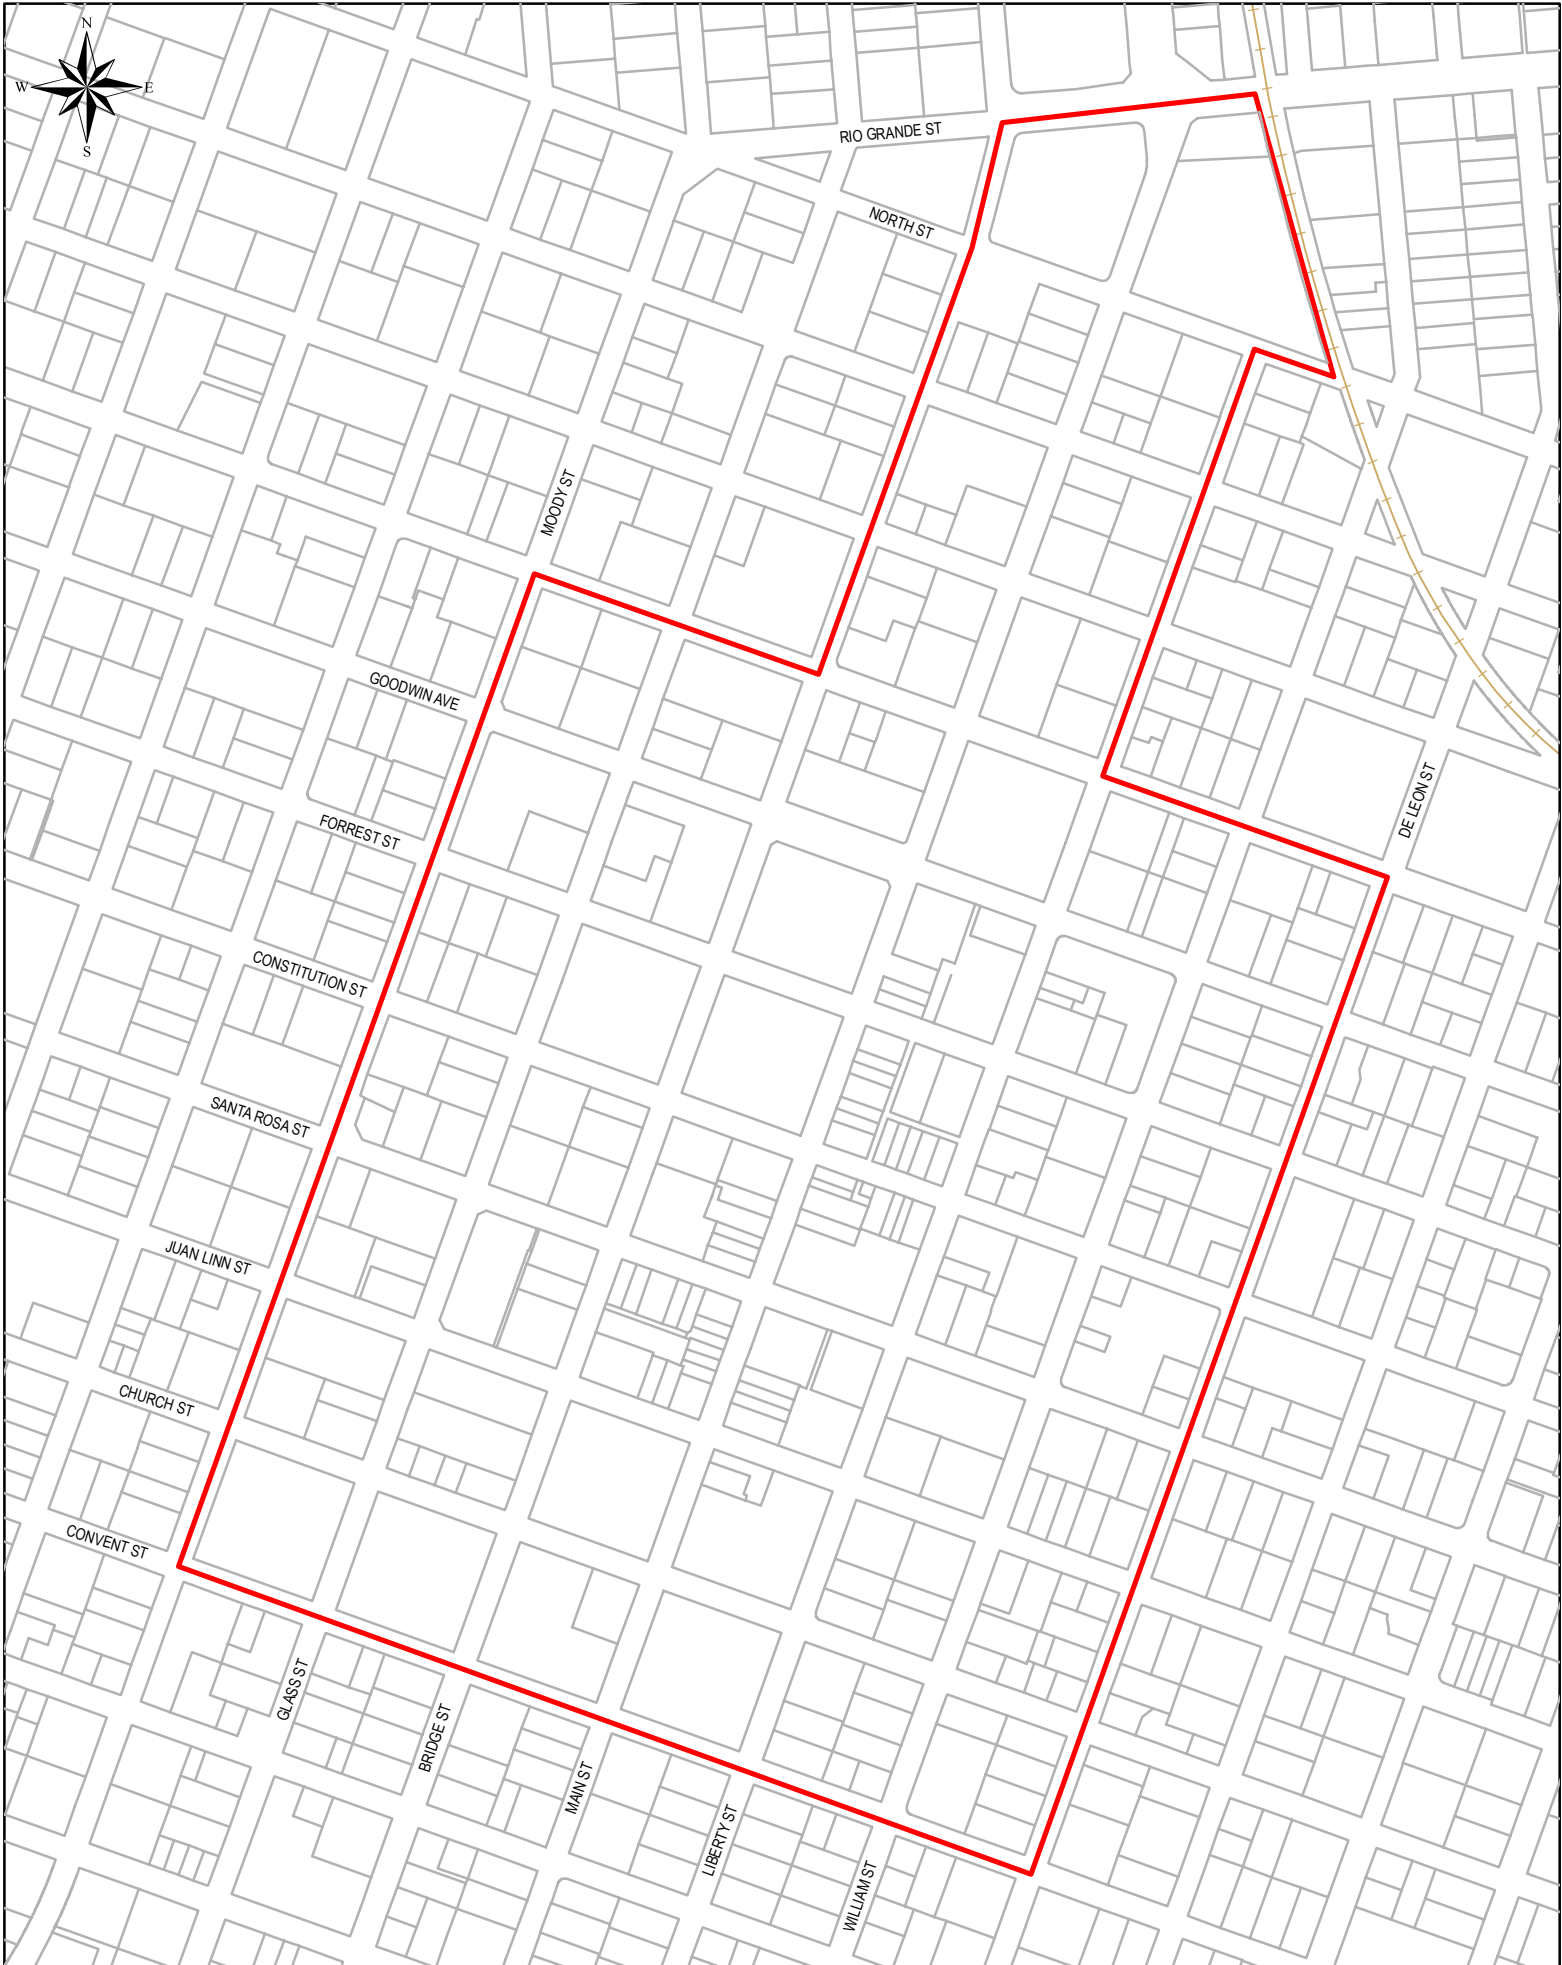 N
W
E
S
RIO GRANDE ST
NORTH ST
MOODY ST
GOODWIN AVE
DE LEON ST
FORREST ST
CONSTITUTION ST
SANTA ROSA ST
JUAN LINN ST
CHURCH ST
CONVENT ST
GLASS ST
BRIDGE ST
MAIN ST
LIBERTY ST
WILLIAM ST